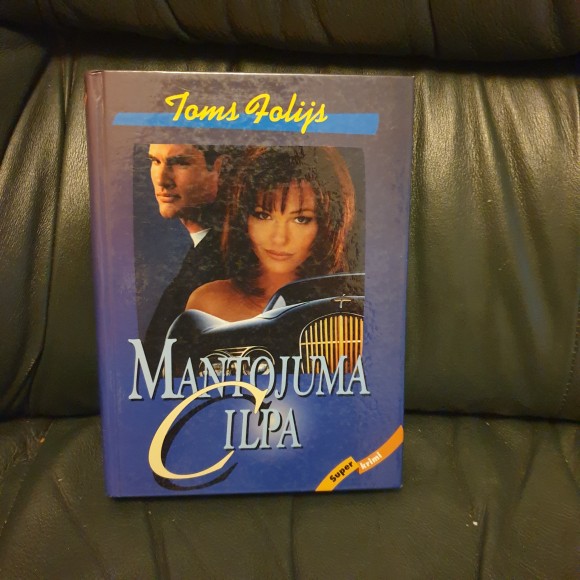 Toms Folijs
MANTOJUMA
CILPA
Super
krimi